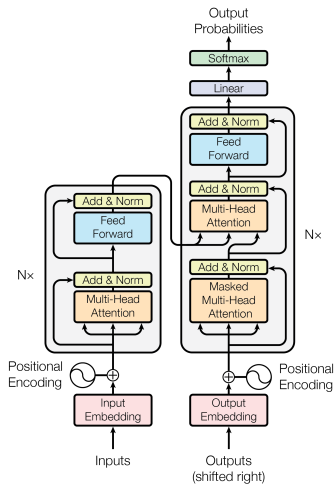 Output
Probabilities
Softmax
Linear
Add & Norm
Feed
Forward
Add & Norm
Multi-Head
Attention
Add & Norm
Masked
Multi-Head
Attention
N×
Add & Norm
Feed
Forward
Add & Norm
Multi-Head
Attention
N×
Positional
Encoding
Positional
Encoding
Input
Embedding
Output
Embedding
Inputs
Outputs
(shifted right)